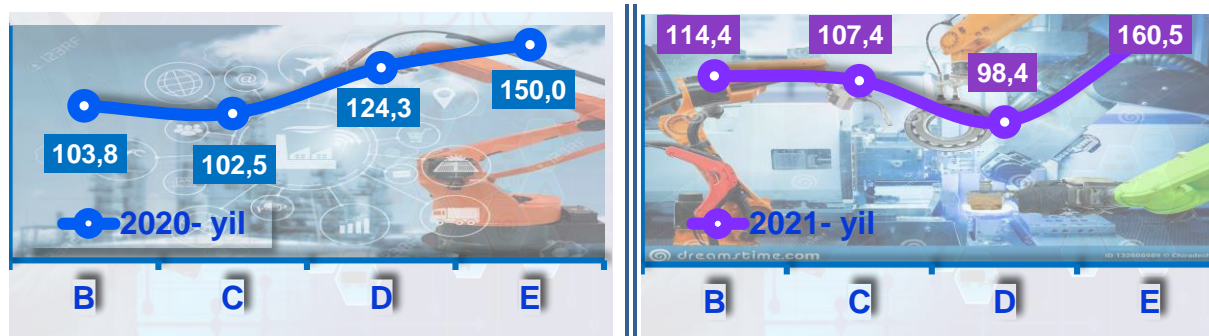 103,8
102,5
124,3
150,0
2020- yil
B C D E
114,4
107,4
98,4
160,5
2021- yil
dreamstime.com
B C D E